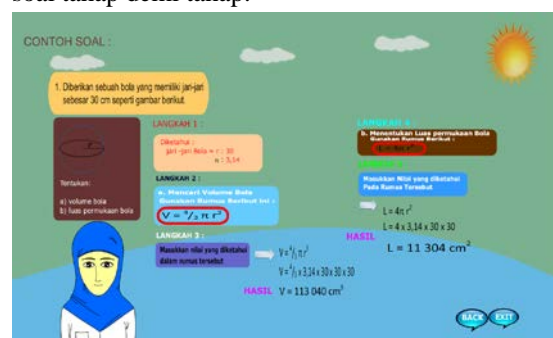 soal tahap demi tahap.
CONTOH SOAL :
1. Diberikan sebuah bola yang memiliki jari-jari
sebesar 30 cm seperti gambar berikut.
Tentukan:
a) volume bola
b) luas permukaan bola
LANGKAH 1 :
Diketahui :
jari -jari Bola = r : 30
π : 3,14
LANGKAH 2 :
a. Mencari Volume Bola
Gunakan Rumus Berikut Ini :
V = ⁴/₃ π r³
LANGKAH 3 :
Masukkan nilai yang diketahui
dalam rumus tersebut
V = ⁴/₃ π r³
V = ⁴/₃ x 3,14 x 30 x 30 x 30
HASIL V = 113 040 cm³
LANGKAH 4 :
b. Menentukan Luas permukaan Bola
Gunakan Rumus Berikut :
Masukkan Nilai yang diketahui
Pada Rumus Tersebut
L = 4π r²
L = 4 x 3,14 x 30 x 30
HASIL
L = 11 304 cm²
BACK EXIT